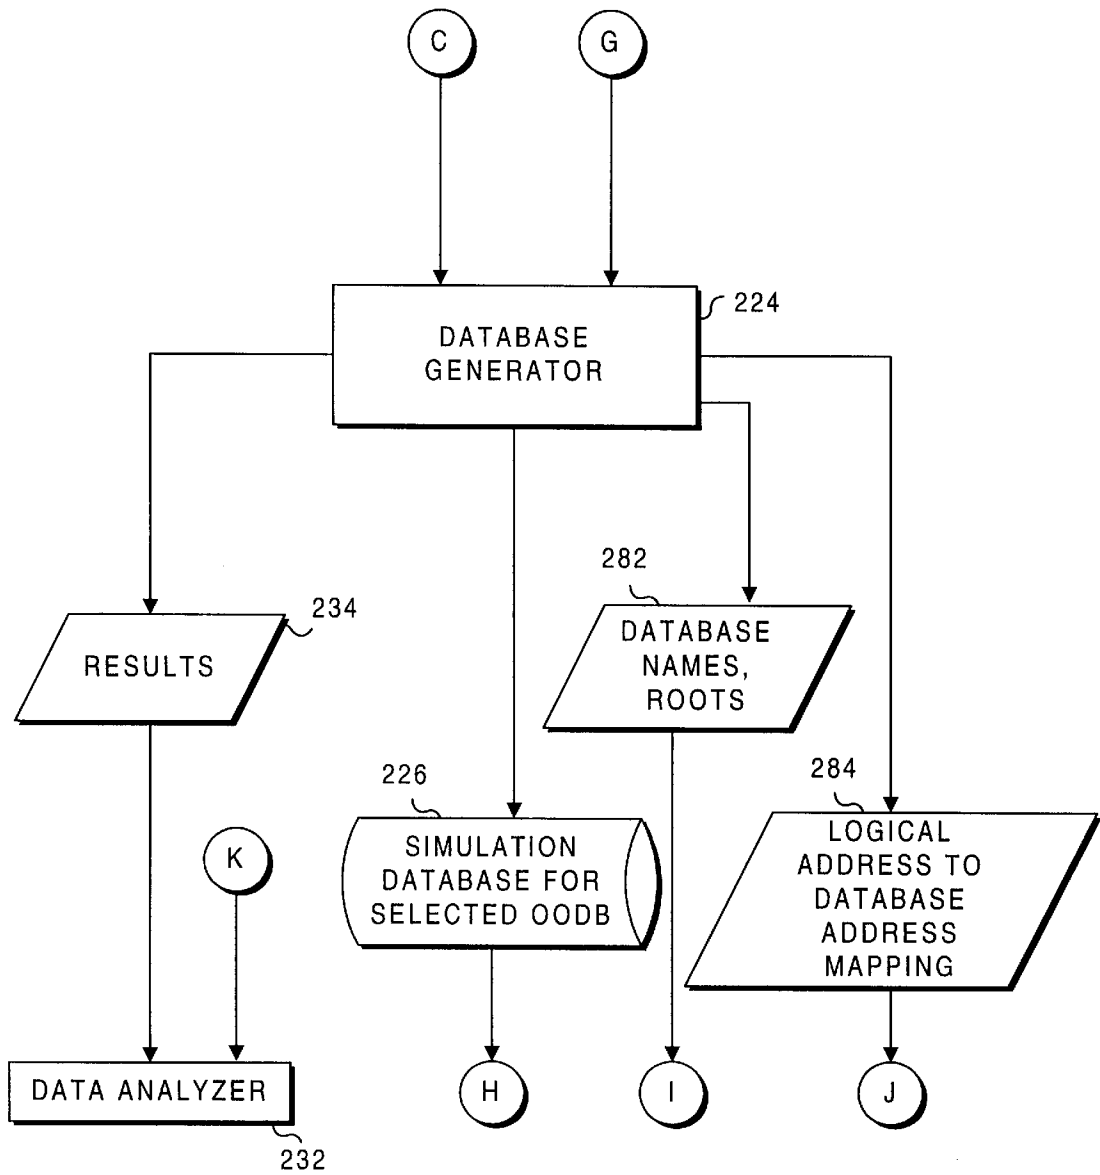 C
G
224
DATABASE
GENERATOR
282
234
DATABASE
NAMES,
ROOTS
RESULTS
226
284
SIMULATION
DATABASE FOR
SELECTED OODB
LOGICAL
ADDRESS TO
DATABASE
ADDRESS
MAPPING
K
DATA ANALYZER
232
H
I
J